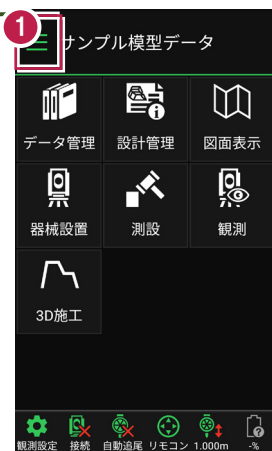 1
サンプル模型データ
データ管理 設計管理 図面表示
器械設置 測設 観測
3D施工
観測設定 接続 自動追尾 リモコン 1.000m -%